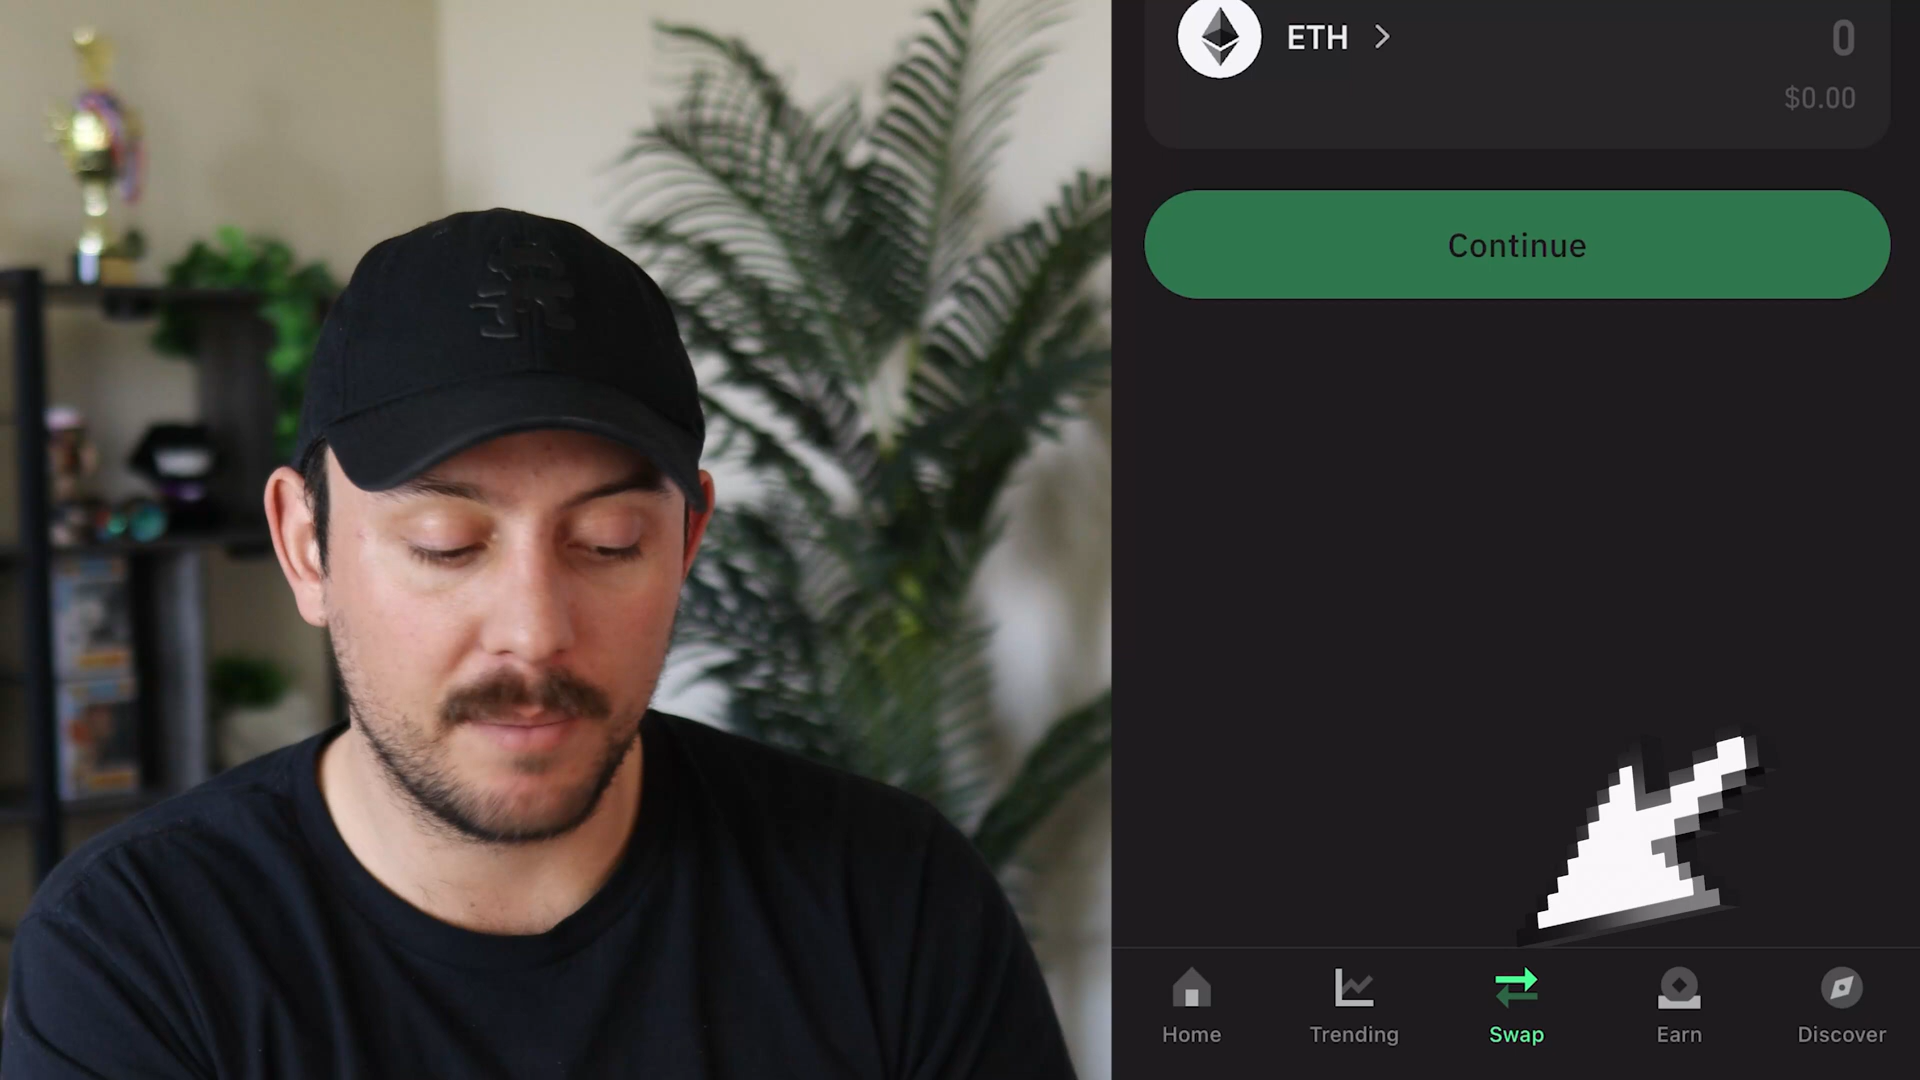 ETH
0
$0.00
Continue
Home
Trending
Swap
Earn
Discover